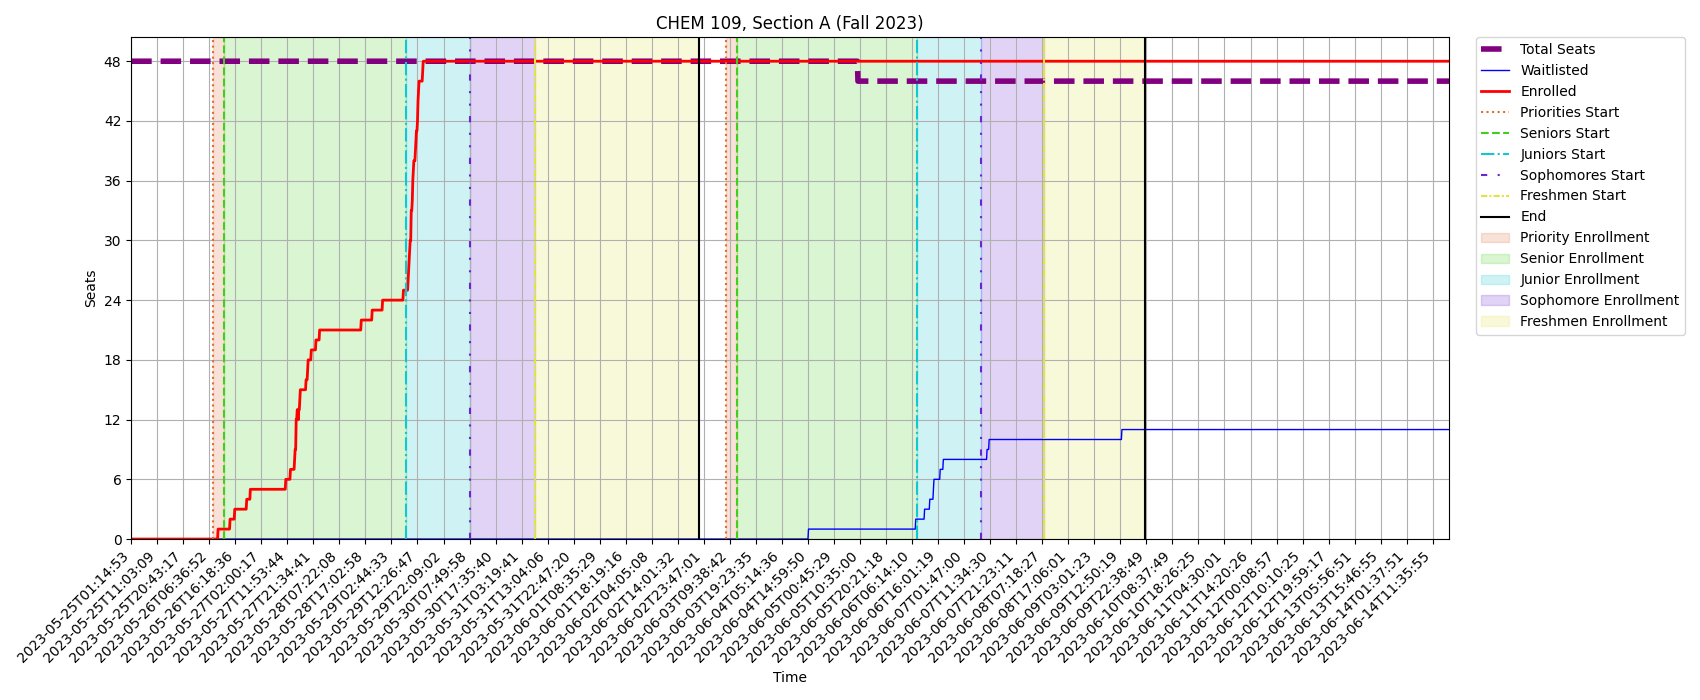 CHEM 109, Section A (Fall 2023)
Seats
48
42
36
30
24
18
12
6
0
2023-05-25T01:14:53
2023-05-25T11:03:09
2023-05-25T20:43:17
2023-05-26T06:36:52
2023-05-26T16:18:36
2023-05-27T02:00:17
2023-05-27T11:53:44
2023-05-27T21:34:41
2023-05-28T07:22:08
2023-05-28T17:02:58
2023-05-29T02:44:33
2023-05-29T12:26:47
2023-05-29T22:09:02
2023-05-30T07:49:58
2023-05-30T17:35:40
2023-05-31T03:19:41
2023-05-31T13:04:06
2023-05-31T22:47:20
2023-06-01T08:35:29
2023-06-01T18:19:16
2023-06-02T04:05:08
2023-06-02T14:01:32
2023-06-02T23:47:01
2023-06-03T09:38:42
2023-06-03T19:23:35
2023-06-04T05:14:36
2023-06-04T14:59:50
2023-06-05T00:45:29
2023-06-05T10:35:00
2023-06-05T20:21:18
2023-06-06T06:14:10
2023-06-06T16:01:19
2023-06-07T01:47:00
2023-06-07T11:34:30
2023-06-07T21:23:11
2023-06-08T07:18:27
2023-06-08T17:06:01
2023-06-09T03:01:23
2023-06-09T12:50:19
2023-06-09T22:38:49
2023-06-10T08:37:49
2023-06-10T18:26:25
2023-06-11T04:30:01
2023-06-11T14:20:26
2023-06-12T00:08:57
2023-06-12T10:10:25
2023-06-12T19:59:17
2023-06-13T05:56:51
2023-06-13T15:46:55
2023-06-14T01:37:51
2023-06-14T11:35:55
Time
Total Seats
Waitlisted
Enrolled
Priorities Start
Seniors Start
Juniors Start
Sophomores Start
Freshmen Start
End
Priority Enrollment
Senior Enrollment
Junior Enrollment
Sophomore Enrollment
Freshmen Enrollment